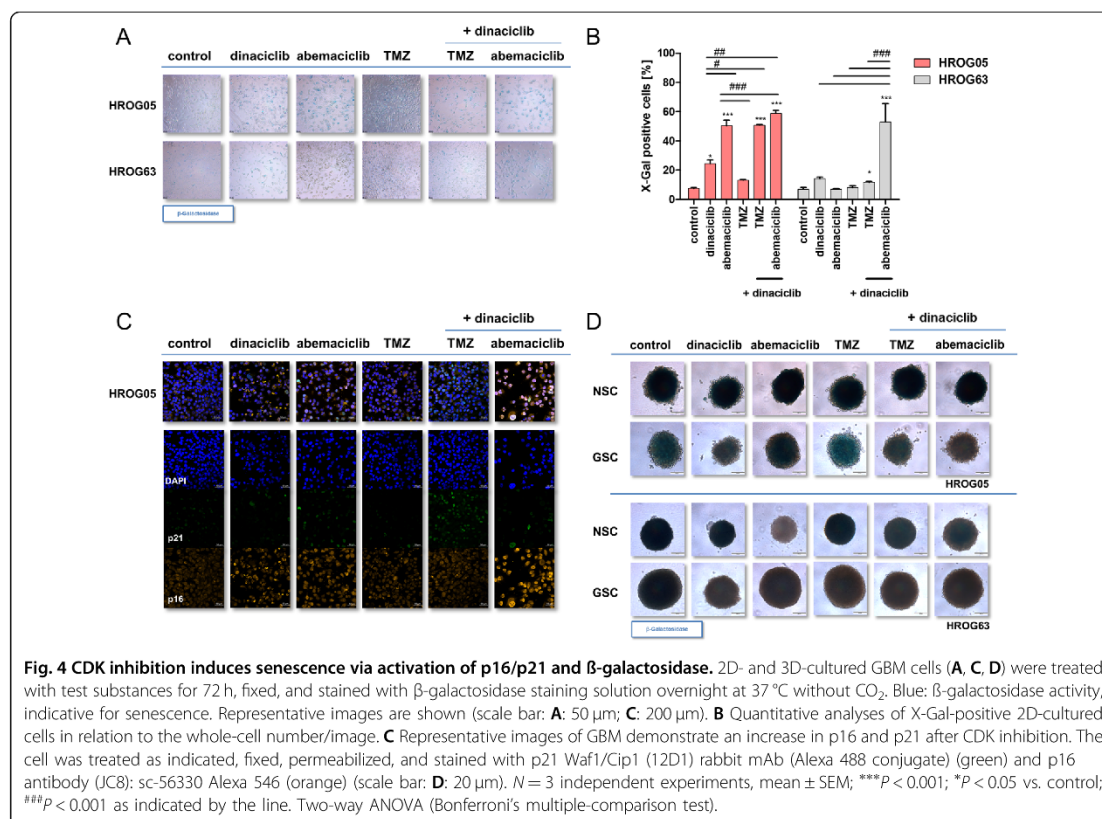 A
+ dinaciclib
control dinaciclib abemaciclib TMZ TMZ abemaciclib
HROG05
HROG63
β-Galactosidase
B
X-Gal positive cells [%]
100
80
60
40
20
0
##
#
###
*
***
***
***
###
*
***
HROG05
HROG63
control
dinaciclib
abemaciclib
TMZ
TMZ
abemaciclib
control
dinaciclib
abemaciclib
TMZ
TMZ
abemaciclib
+ dinaciclib
+ dinaciclib
C
+ dinaciclib
control dinaciclib abemaciclib TMZ TMZ abemaciclib
HROG05
DAPI
p21
p16
D
+ dinaciclib
control dinaciclib abemaciclib TMZ TMZ abemaciclib
NSC
GSC
HROG05
NSC
GSC
β-Galactosidase
HROG63
Fig. 4 CDK inhibition induces senescence via activation of p16/p21 and ß-galactosidase. 2D- and 3D-cultured GBM cells (A, C, D) were treated
with test substances for 72 h, fixed, and stained with β-galactosidase staining solution overnight at 37 °C without CO₂. Blue: ß-galactosidase activity,
indicative for senescence. Representative images are shown (scale bar: A: 50 μm; C: 200 μm). B Quantitative analyses of X-Gal-positive 2D-cultured
cells in relation to the whole-cell number/image. C Representative images of GBM demonstrate an increase in p16 and p21 after CDK inhibition. The
cell was treated as indicated, fixed, permeabilized, and stained with p21 Waf1/Cip1 (12D1) rabbit mAb (Alexa 488 conjugate) (green) and p16
antibody (JC8): sc-56330 Alexa 546 (orange) (scale bar: D: 20 μm). N = 3 independent experiments, mean ± SEM; ***P < 0.001; *P < 0.05 vs. control;
###P < 0.001 as indicated by the line. Two-way ANOVA (Bonferroni's multiple-comparison test).